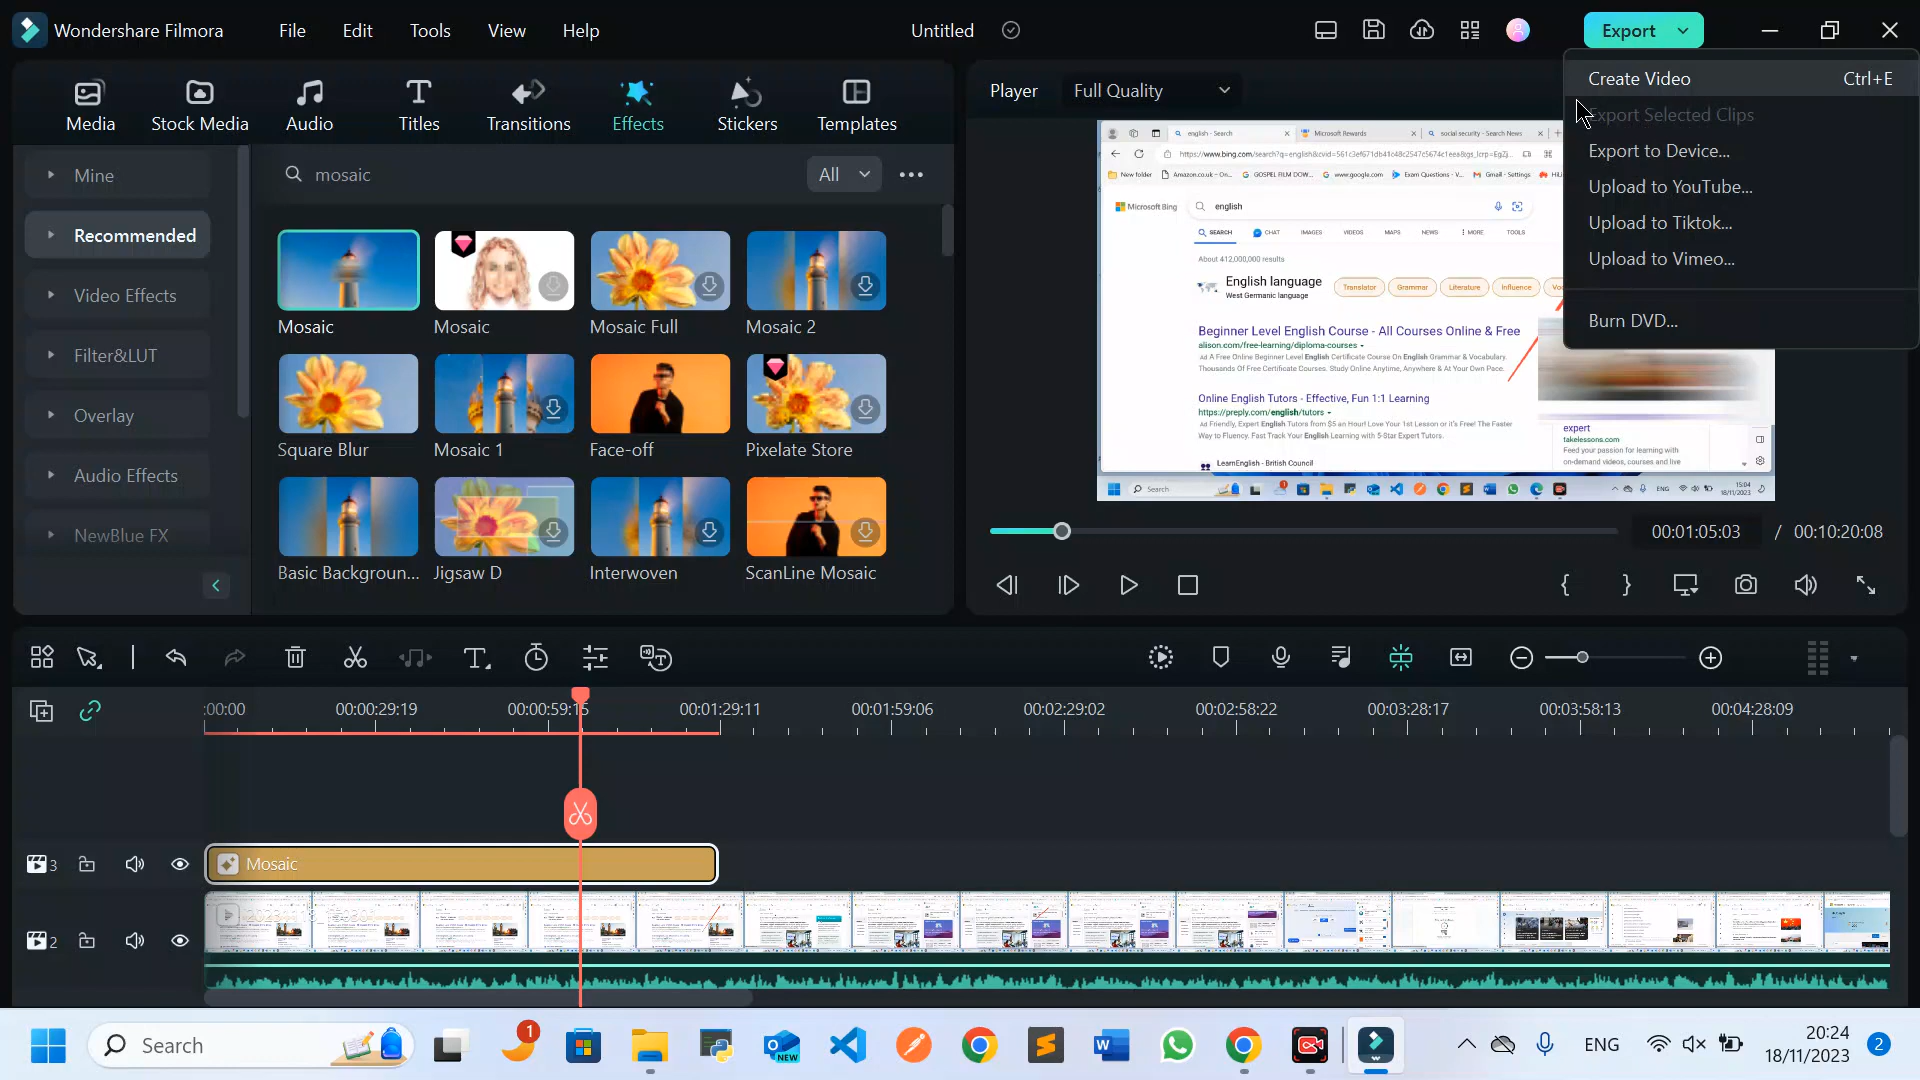 Wondershare Filmora
File
Edit
Tools
View
Help
Untitled
Export
Create Video Ctrl+E
Export Selected Clips
Export to Device...
Upload to YouTube...
Upload to Tiktok...
Upload to Vimeo...
Burn DVD...
Media
Stock Media
Audio
Titles
Transitions
Effects
Stickers
Templates
Mine
Recommended
Video Effects
Filter&LUT
Overlay
Audio Effects
NewBlue FX
mosaic
All
Mosaic
Mosaic
Mosaic Full
Mosaic 2
Square Blur
Mosaic 1
Face-off
Pixelate Store
Basic Backgroun...
Jigsaw D
Interwoven
ScanLine Mosaic
Player
Full Quality
english - Search
Microsoft Rewards
social security - Search News
New folder
Amazon.co.uk – On...
GOSPEL FILM DOW...
www.google.com
Exam Questions - V...
Gmail - Settings
Microsoft Bing
english
SEARCH
CHAT
IMAGES
VIDEOS
MAPS
NEWS
MORE
TOOLS
About 412,000,000 results
English language
West Germanic language
Translator
Grammar
Literature
Influence
Beginner Level English Course - All Courses Online & Free
alison.com/free-learning/diploma-courses
Ad A Free Online Beginner Level English Certificate Course On English Grammar & Vocabulary.
Thousands Of Free Certificate Courses. Study Online Anytime, Anywhere & At Your Own Pace.
Online English Tutors - Effective, Fun 1:1 Learning
https://preply.com/english/tutors
Ad Friendly, Expert English Tutors from $5 an Hour! Love Your 1st Lesson or it's Free! The Faster
Way to Fluency. Fast Track Your English Learning with 5-Star Expert Tutors.
LearnEnglish - British Council
expert
takelessons.com
Feed your passion for learning with
on-demand videos, courses and live
Search
ENG
15:04
18/11/2023
00:01:05:03 / 00:10:20:08
:00:00
00:00:29:19
00:00:59:15
00:01:29:11
00:01:59:06
00:02:29:02
00:02:58:22
00:03:28:17
00:03:58:13
00:04:28:09
3
Mosaic
2
Search
1
NEW
ENG
20:24
18/11/2023
2